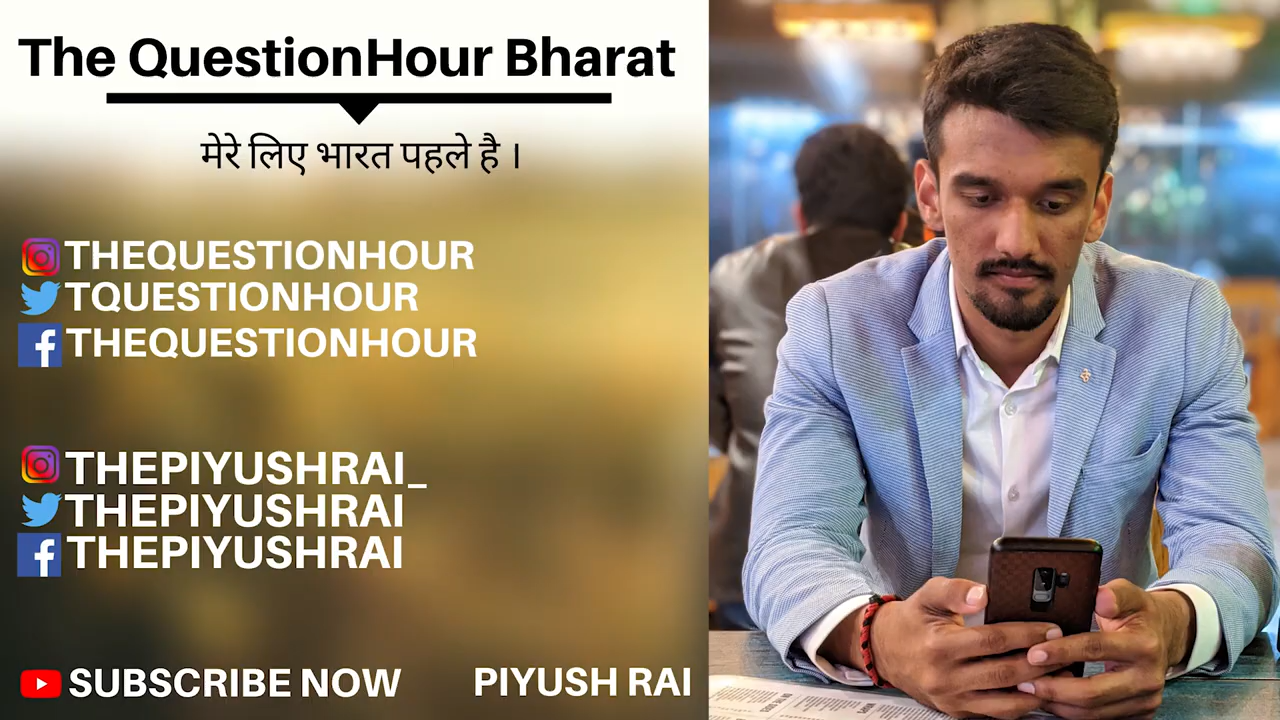 The QuestionHour Bharat
मेरे लिए भारत पहले है ।
THEQUESTIONHOUR
TQUESTIONHOUR
THEQUESTIONHOUR
THEPIYUSHRAI_
THEPIYUSHRAI
THEPIYUSHRAI
SUBSCRIBE NOW
PIYUSH RAI